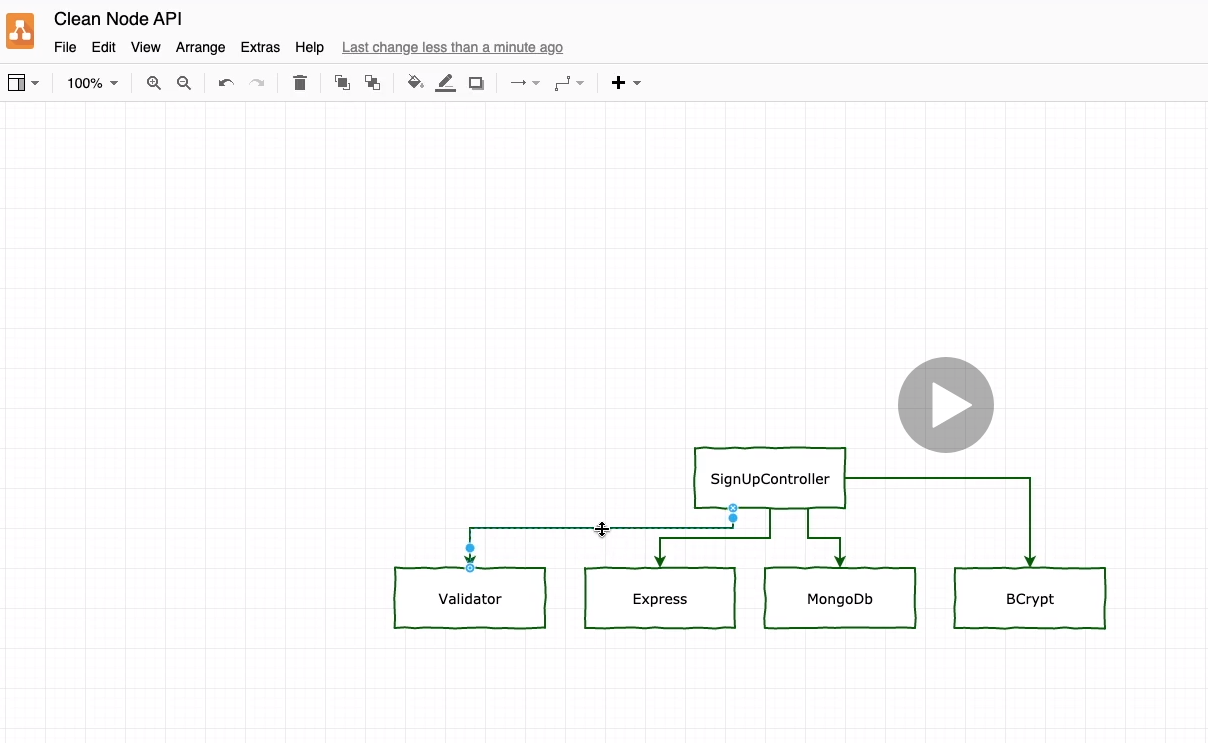 Clean Node API
File Edit View Arrange Extras Help Last change less than a minute ago
100%
SignUpController
Validator Express MongoDb BCrypt